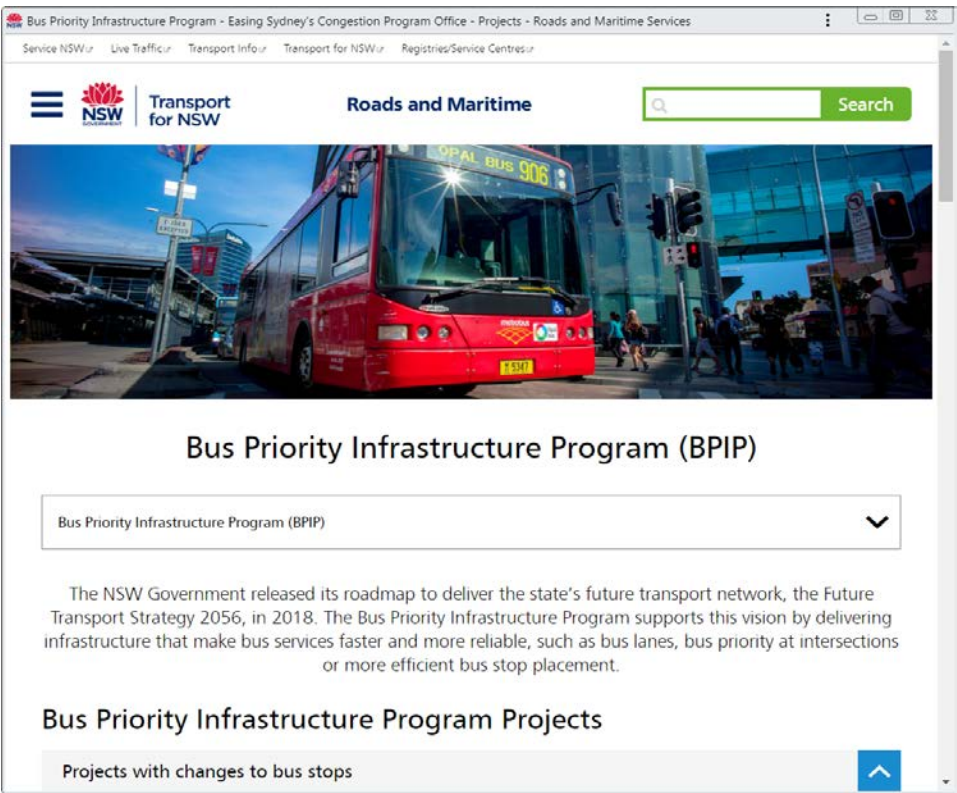 Bus Priority Infrastructure Program - Easing Sydney's Congestion Program Office - Projects - Roads and Maritime Services
Service NSW Live Traffic Transport Info Transport for NSW Registries/Service Centres
NSW
GOVERNMENT
Transport
for NSW
Roads and Maritime
Search
OPAL BUS 906
metrobus
Bus Priority Infrastructure Program (BPIP)
Bus Priority Infrastructure Program (BPIP)
The NSW Government released its roadmap to deliver the state's future transport network, the Future
Transport Strategy 2056, in 2018. The Bus Priority Infrastructure Program supports this vision by delivering
infrastructure that make bus services faster and more reliable, such as bus lanes, bus priority at intersections
or more efficient bus stop placement.
Bus Priority Infrastructure Program Projects
Projects with changes to bus stops